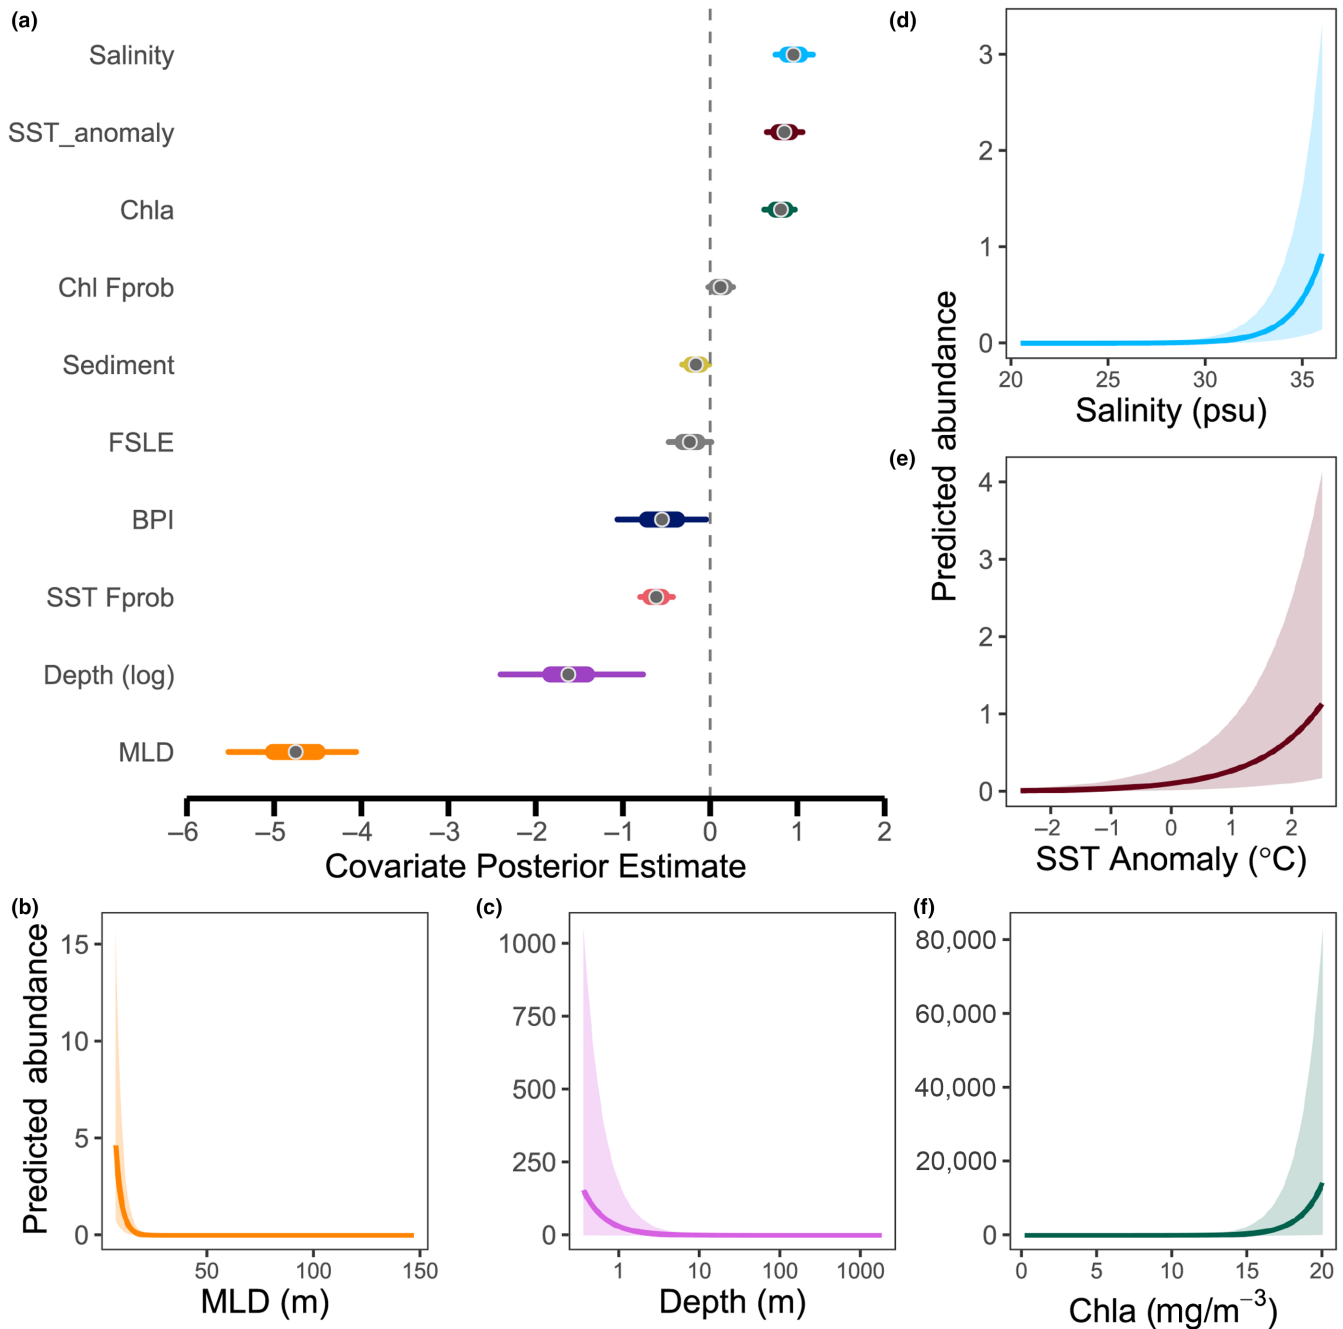 (a)
Salinity
SST_anomaly
Chla
Chl Fprob
Sediment
FSLE
BPI
SST Fprob
Depth (log)
MLD
−6 −5 −4 −3 −2 −1 0 1 2
Covariate Posterior Estimate
(d)
3
2
1
0
20 25 30 35
Salinity (psu)
Predicted abundance
(e)
4
3
2
1
0
−2 −1 0 1 2
SST Anomaly (°C)
(b)
Predicted abundance
15
10
5
0
50 100 150
MLD (m)
(c)
1000
750
500
250
0
1 10 100 1000
Depth (m)
(f)
80,000
60,000
40,000
20,000
0
0 5 10 15 20
Chla (mg/m⁻³)